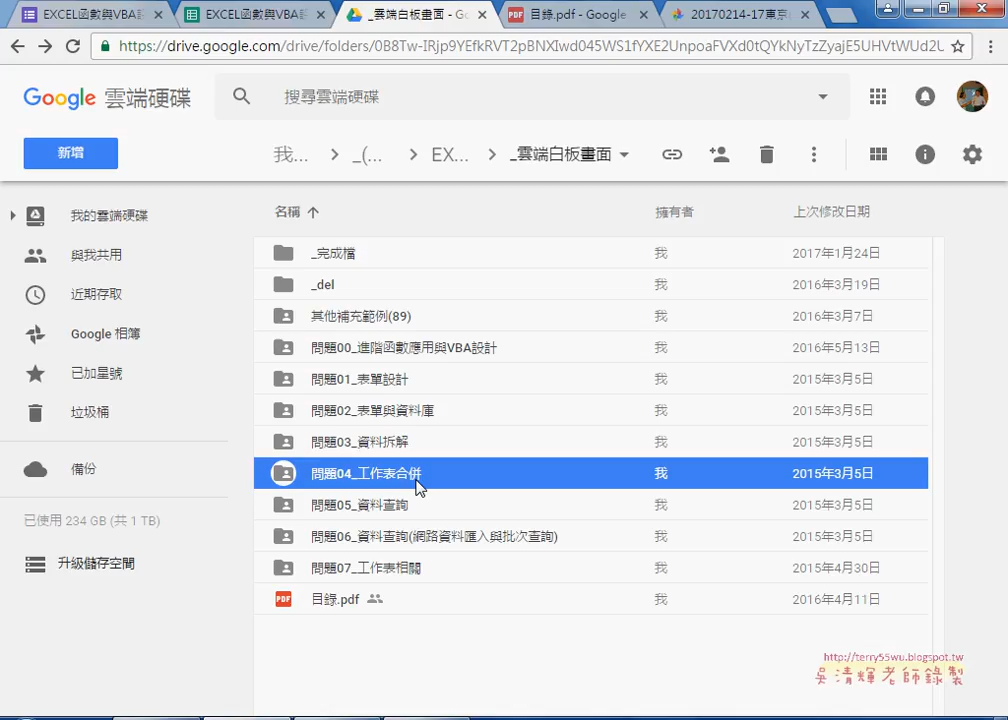 EXCEL函數與VBA
EXCEL函數與VBA
_雲端白板畫面 - Go
目錄.pdf - Google
20170214-17東京
https://drive.google.com/drive/folders/0B8Tw-IRjp9YEfkRVT2pBNXIwd045WS1fYXE2UnpoaFVXd0tQYkNyTzZyajE5UHVtWUd2U
Google 雲端硬碟
搜尋雲端硬碟
新增
我... > _(... > EX... > _雲端白板畫面
名稱
擁有者
上次修改日期
我的雲端硬碟
與我共用
近期存取
Google 相簿
已加星號
垃圾桶
備份
已使用 234 GB (共 1 TB)
升級儲存空間
_完成檔 我 2017年1月24日
_del 我 2016年3月19日
其他補充範例(89) 我 2016年3月7日
問題00_進階函數應用與VBA設計 我 2016年5月13日
問題01_表單設計 我 2015年3月5日
問題02_表單與資料庫 我 2015年3月5日
問題03_資料拆解 我 2015年3月5日
問題04_工作表合併 我 2015年3月5日
問題05_資料查詢 我 2015年3月5日
問題06_資料查詢(網路資料匯入與批次查詢) 我 2015年3月5日
問題07_工作表相關 我 2015年4月30日
PDF 目錄.pdf 我 2016年4月11日
http://terry55wu.blogspot.tw
吳清輝老師錄製